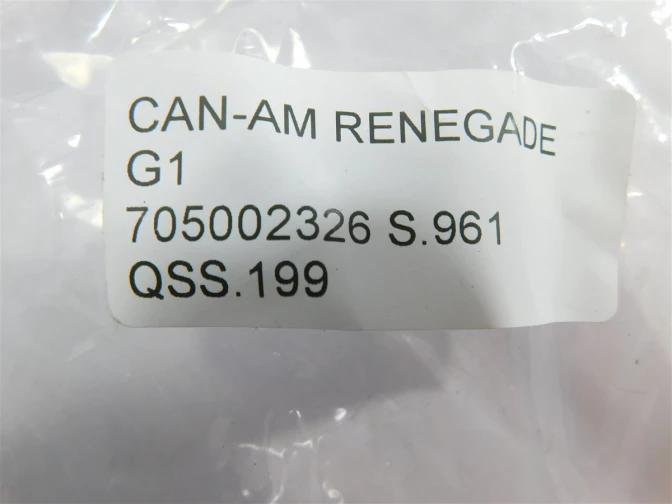 CAN-AM RENEGADE
G1
705002326 S.961
QSS.199